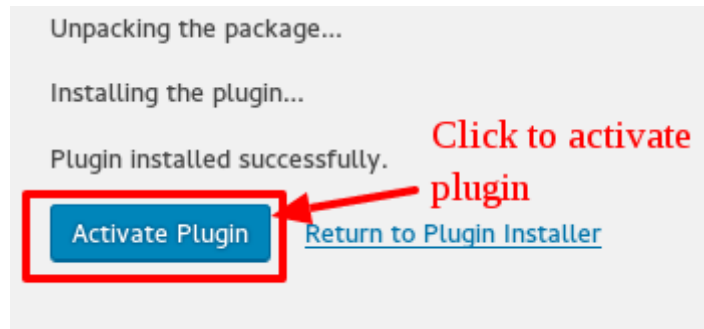 Unpacking the package...
Installing the plugin...
Plugin installed successfully.
Click to activate
plugin
Activate Plugin
Return to Plugin Installer